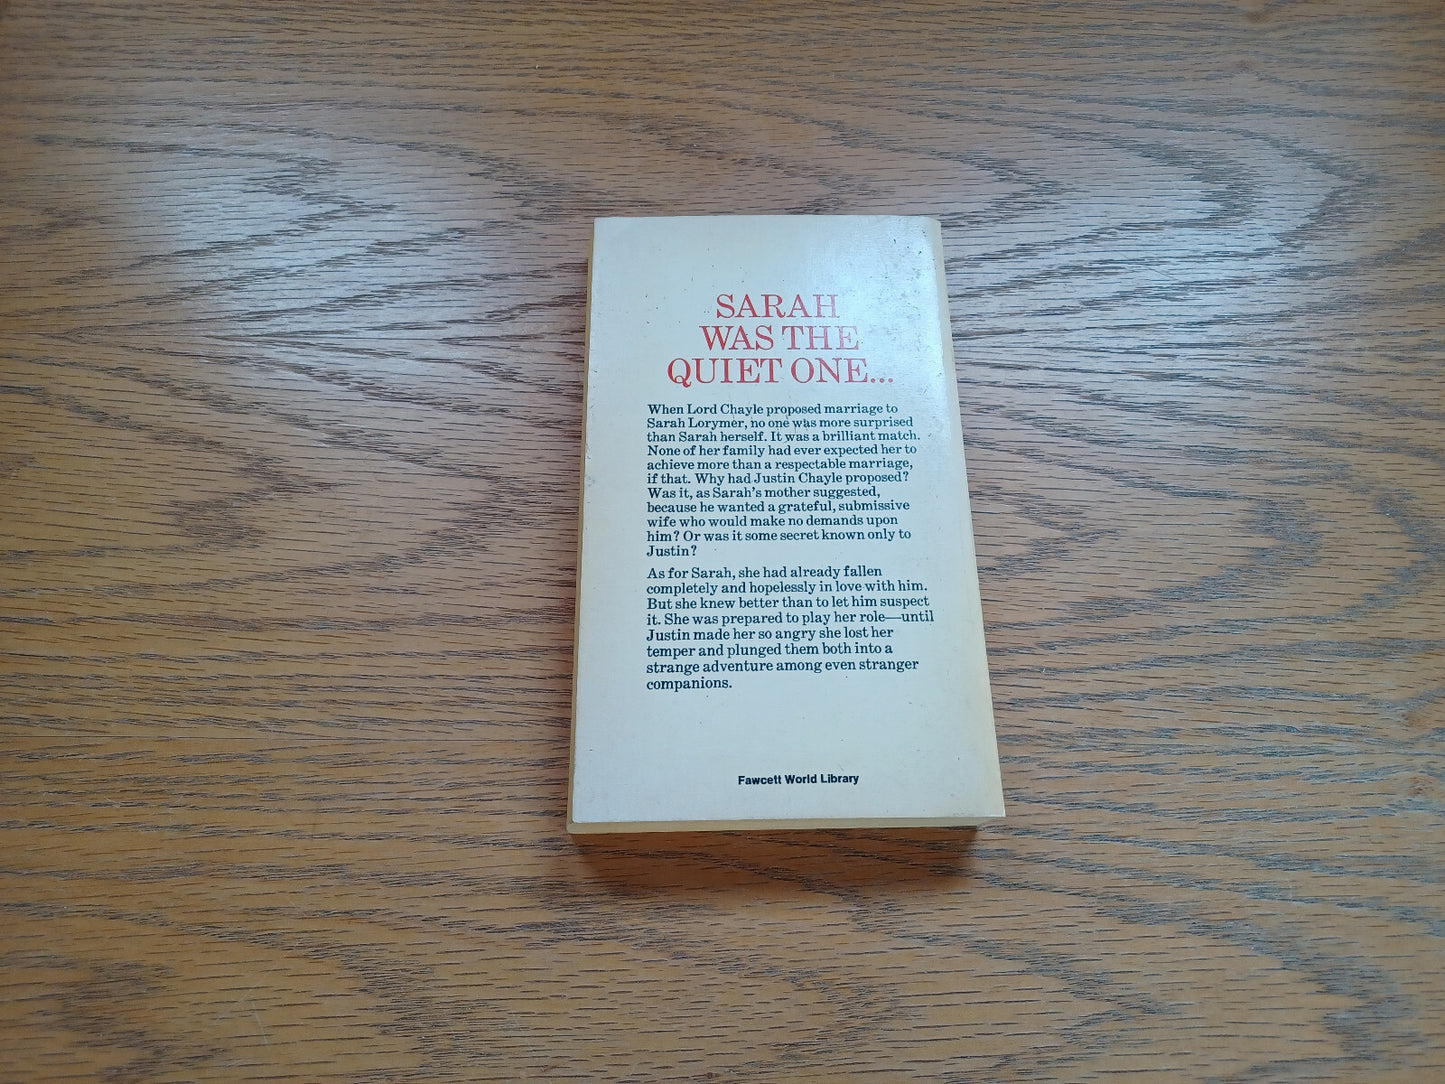 SARAH
WAS THE
QUIET ONE...
When Lord Chayle proposed marriage to
Sarah Lorymer, no one was more surprised
than Sarah herself. It was a brilliant match.
None of her family had ever expected her to
achieve more than a respectable marriage,
if that. Why had Justin Chayle proposed?
Was it, as Sarah's mother suggested,
because he wanted a grateful, submissive
wife who would make no demands upon
him? Or was it some secret known only to
Justin?
As for Sarah, she had already fallen
completely and hopelessly in love with him.
But she knew better than to let him suspect
it. She was prepared to play her role—until
Justin made her so angry she lost her
temper and plunged them both into a
strange adventure among even stranger
companions.
Fawcett World Library